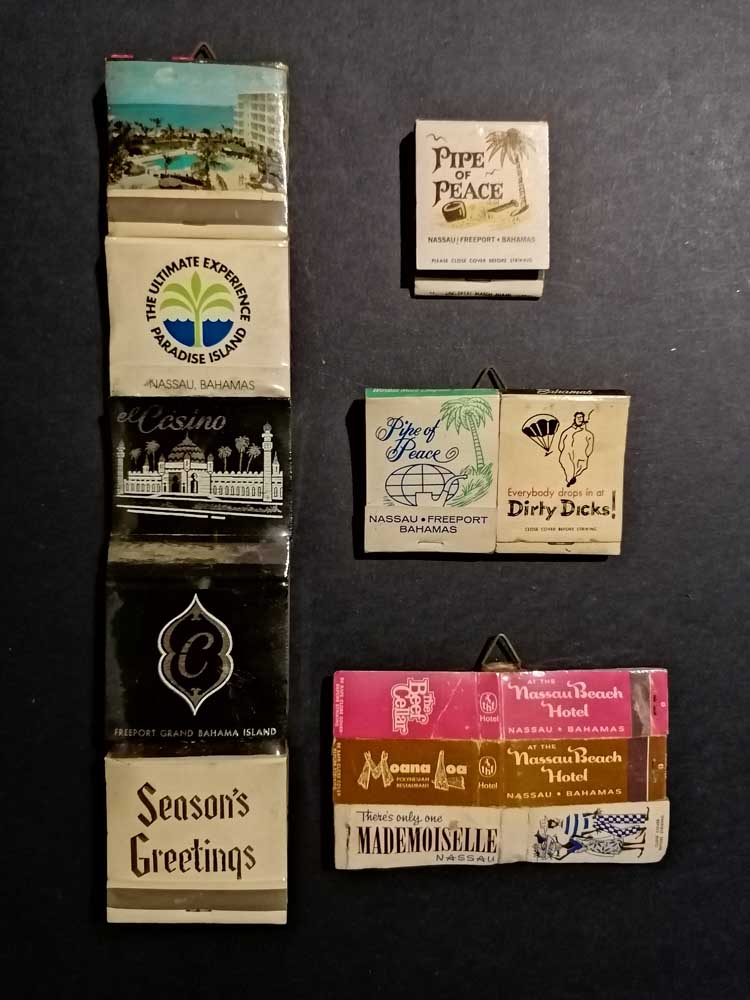 THE ULTIMATE EXPERIENCE
PARADISE ISLAND
NASSAU, BAHAMAS
el Casino
C
FREEPORT GRAND BAHAMA ISLAND
Season's
Greetings
PIPE
OF
PEACE
NASSAU / FREEPORT • BAHAMAS
PLEASE CLOSE COVER BEFORE STRIKING
Pipe of
Peace
NASSAU • FREEPORT
BAHAMAS
Bahamas
Everybody drops in at
Dirty Dicks!
CLOSE COVER BEFORE STRIKING
The
Beef
Cellar
Hotel
AT THE
Nassau Beach
Hotel
NASSAU • BAHAMAS
Moana Loa
POLYNESIAN
RESTAURANT
Hotel
AT THE
Nassau Beach
Hotel
NASSAU • BAHAMAS
There's only one
MADEMOISELLE
NASSAU